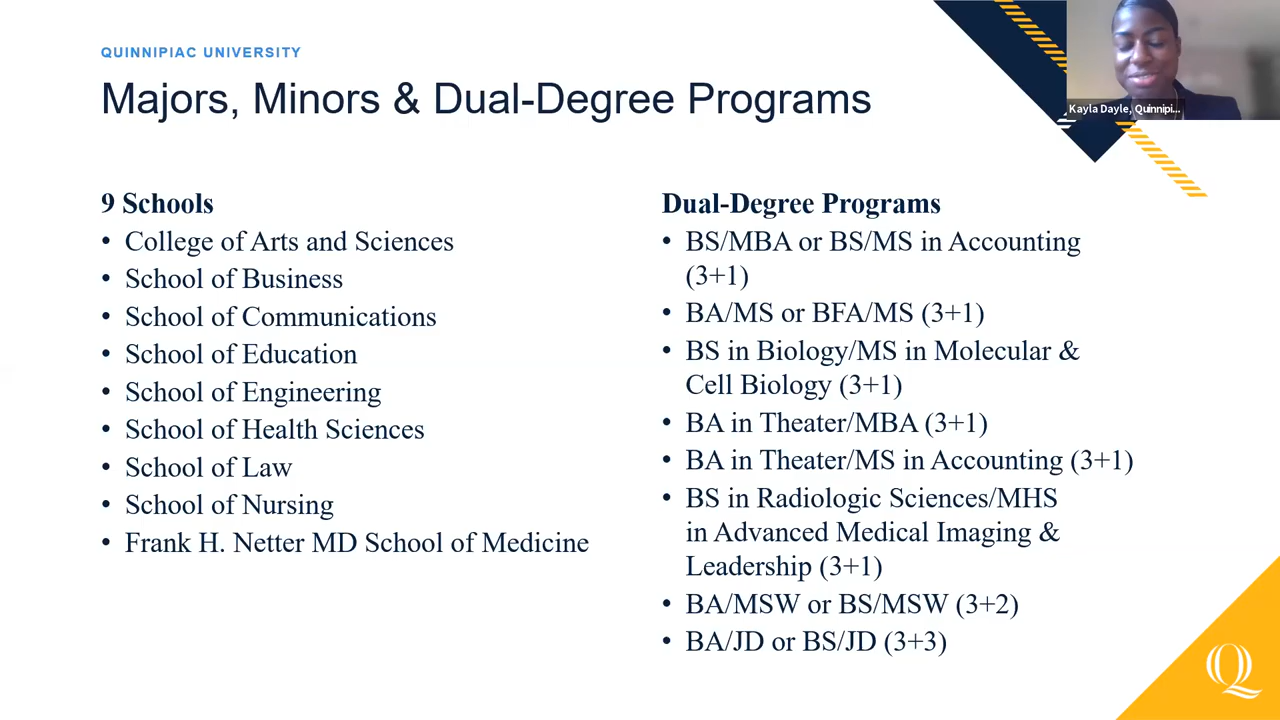 QUINNIPIAC UNIVERSITY
Majors, Minors & Dual-Degree Programs
Kayla Dayle, Quinnipi...
9 Schools
• College of Arts and Sciences
• School of Business
• School of Communications
• School of Education
• School of Engineering
• School of Health Sciences
• School of Law
• School of Nursing
• Frank H. Netter MD School of Medicine
Dual-Degree Programs
• BS/MBA or BS/MS in Accounting
(3+1)
• BA/MS or BFA/MS (3+1)
• BS in Biology/MS in Molecular &
Cell Biology (3+1)
• BA in Theater/MBA (3+1)
• BA in Theater/MS in Accounting (3+1)
• BS in Radiologic Sciences/MHS
in Advanced Medical Imaging &
Leadership (3+1)
• BA/MSW or BS/MSW (3+2)
• BA/JD or BS/JD (3+3)
Q